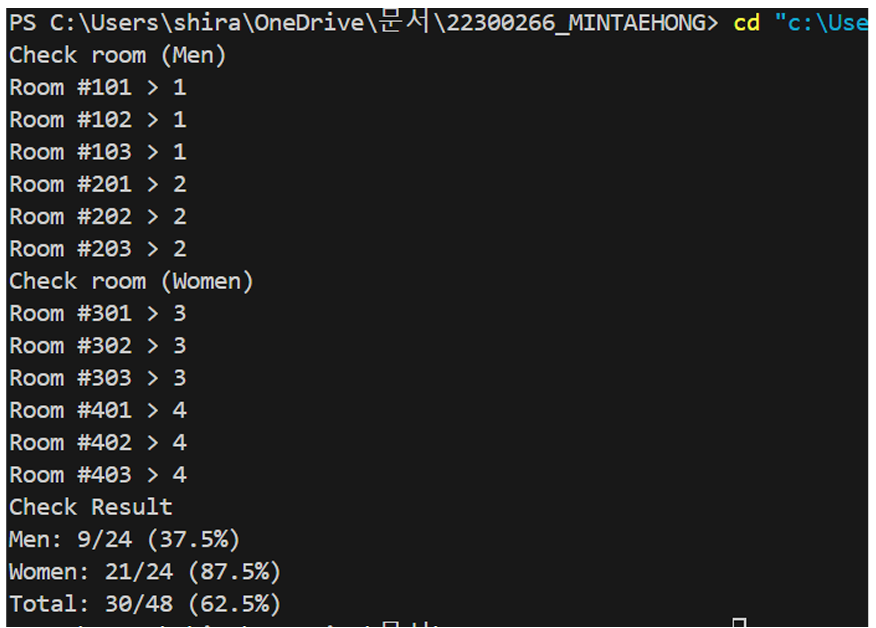 PS C:\Users\shira\OneDrive\문서\22300266_MINTAEHONG> cd "c:\Use
Check room (Men)
Room #101 > 1
Room #102 > 1
Room #103 > 1
Room #201 > 2
Room #202 > 2
Room #203 > 2
Check room (Women)
Room #301 > 3
Room #302 > 3
Room #303 > 3
Room #401 > 4
Room #402 > 4
Room #403 > 4
Check Result
Men: 9/24 (37.5%)
Women: 21/24 (87.5%)
Total: 30/48 (62.5%)